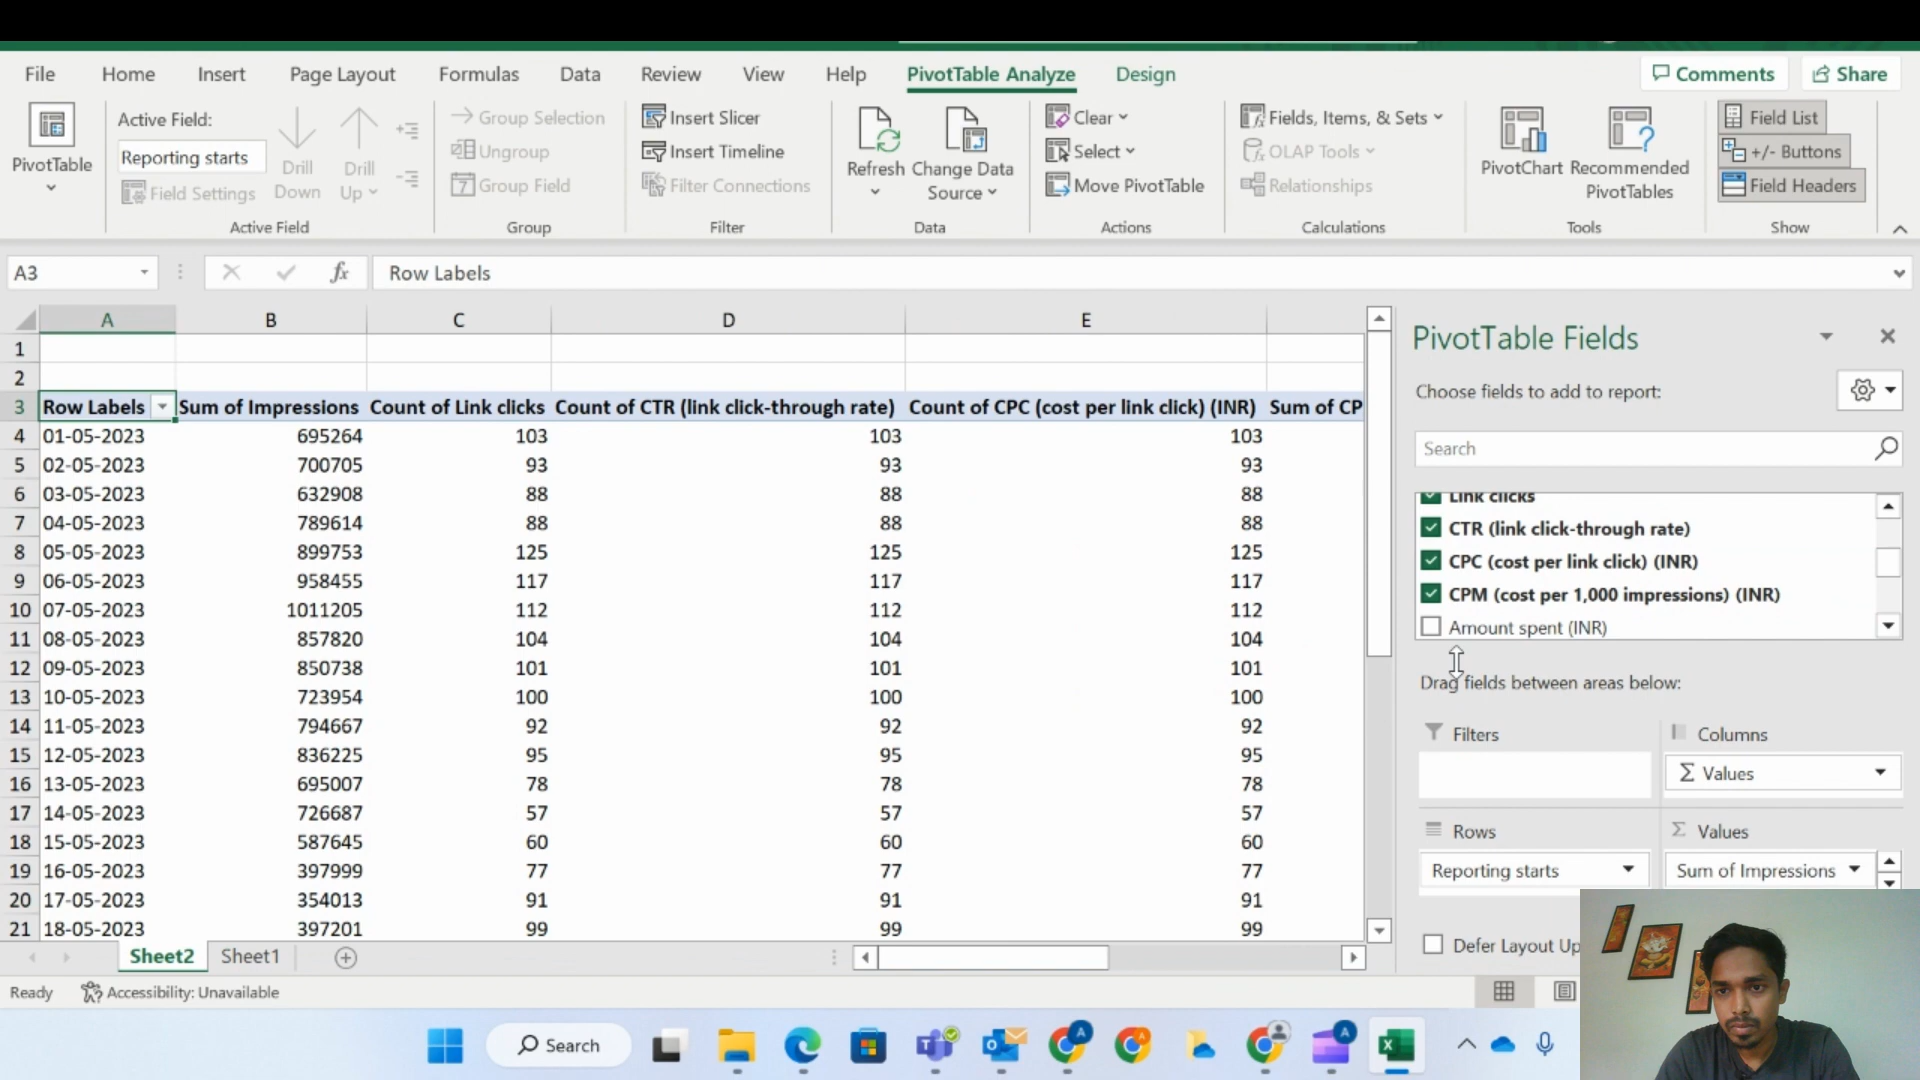 File Home Insert Page Layout Formulas Data Review View Help PivotTable Analyze Design Comments Share
PivotTable
Active Field:
Reporting starts
Field Settings
Drill Down
Drill Up
Active Field
Group Selection
Ungroup
Group Field
Group
Insert Slicer
Insert Timeline
Filter Connections
Filter
Refresh
Change Data Source
Data
Clear
Select
Move PivotTable
Actions
Fields, Items, & Sets
OLAP Tools
Relationships
Calculations
PivotChart
Recommended PivotTables
Tools
Field List
+/- Buttons
Field Headers
Show
A3 fx Row Labels
A B C D E
1
2
3 Row Labels Sum of Impressions Count of Link clicks Count of CTR (link click-through rate) Count of CPC (cost per link click) (INR) Sum of CP
4 01-05-2023 695264 103 103 103
5 02-05-2023 700705 93 93 93
6 03-05-2023 632908 88 88 88
7 04-05-2023 789614 88 88 88
8 05-05-2023 899753 125 125 125
9 06-05-2023 958455 117 117 117
10 07-05-2023 1011205 112 112 112
11 08-05-2023 857820 104 104 104
12 09-05-2023 850738 101 101 101
13 10-05-2023 723954 100 100 100
14 11-05-2023 794667 92 92 92
15 12-05-2023 836225 95 95 95
16 13-05-2023 695007 78 78 78
17 14-05-2023 726687 57 57 57
18 15-05-2023 587645 60 60 60
19 16-05-2023 397999 77 77 77
20 17-05-2023 354013 91 91 91
21 18-05-2023 397201 99 99 99
PivotTable Fields
Choose fields to add to report:
Search
Link clicks
CTR (link click-through rate)
CPC (cost per link click) (INR)
CPM (cost per 1,000 impressions) (INR)
Amount spent (INR)
Drag fields between areas below:
Filters
Columns
Σ Values
Rows
Reporting starts
Σ Values
Sum of Impressions
Defer Layout Up
Sheet2 Sheet1
Ready Accessibility: Unavailable
Search